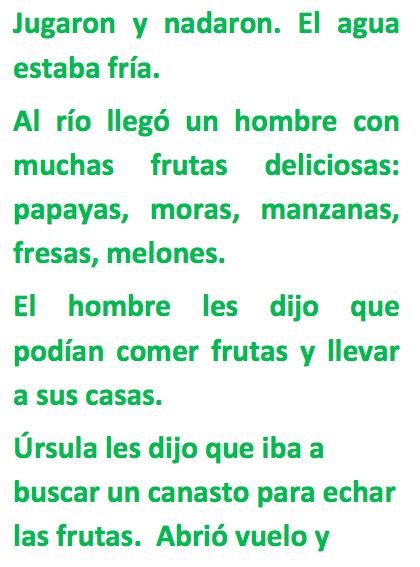 Jugaron y nadaron. El agua
estaba fría.
Al río llegó un hombre con
muchas frutas deliciosas:
papayas, moras, manzanas,
fresas, melones.
El hombre les dijo que
podían comer frutas y llevar
a sus casas.
Úrsula les dijo que iba a
buscar un canasto para echar
las frutas.  Abrió vuelo y